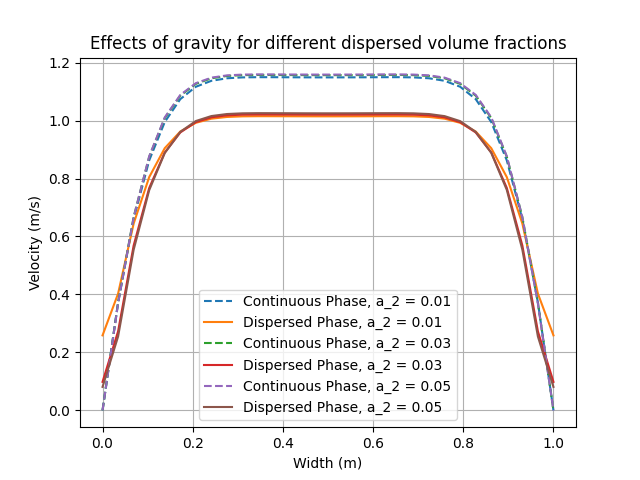 Effects of gravity for different dispersed volume fractions
Velocity (m/s)
1.2
1.0
0.8
0.6
0.4
0.2
0.0
Continuous Phase, a_2 = 0.01
Dispersed Phase, a_2 = 0.01
Continuous Phase, a_2 = 0.03
Dispersed Phase, a_2 = 0.03
Continuous Phase, a_2 = 0.05
Dispersed Phase, a_2 = 0.05
0.0 0.2 0.4 0.6 0.8 1.0
Width (m)